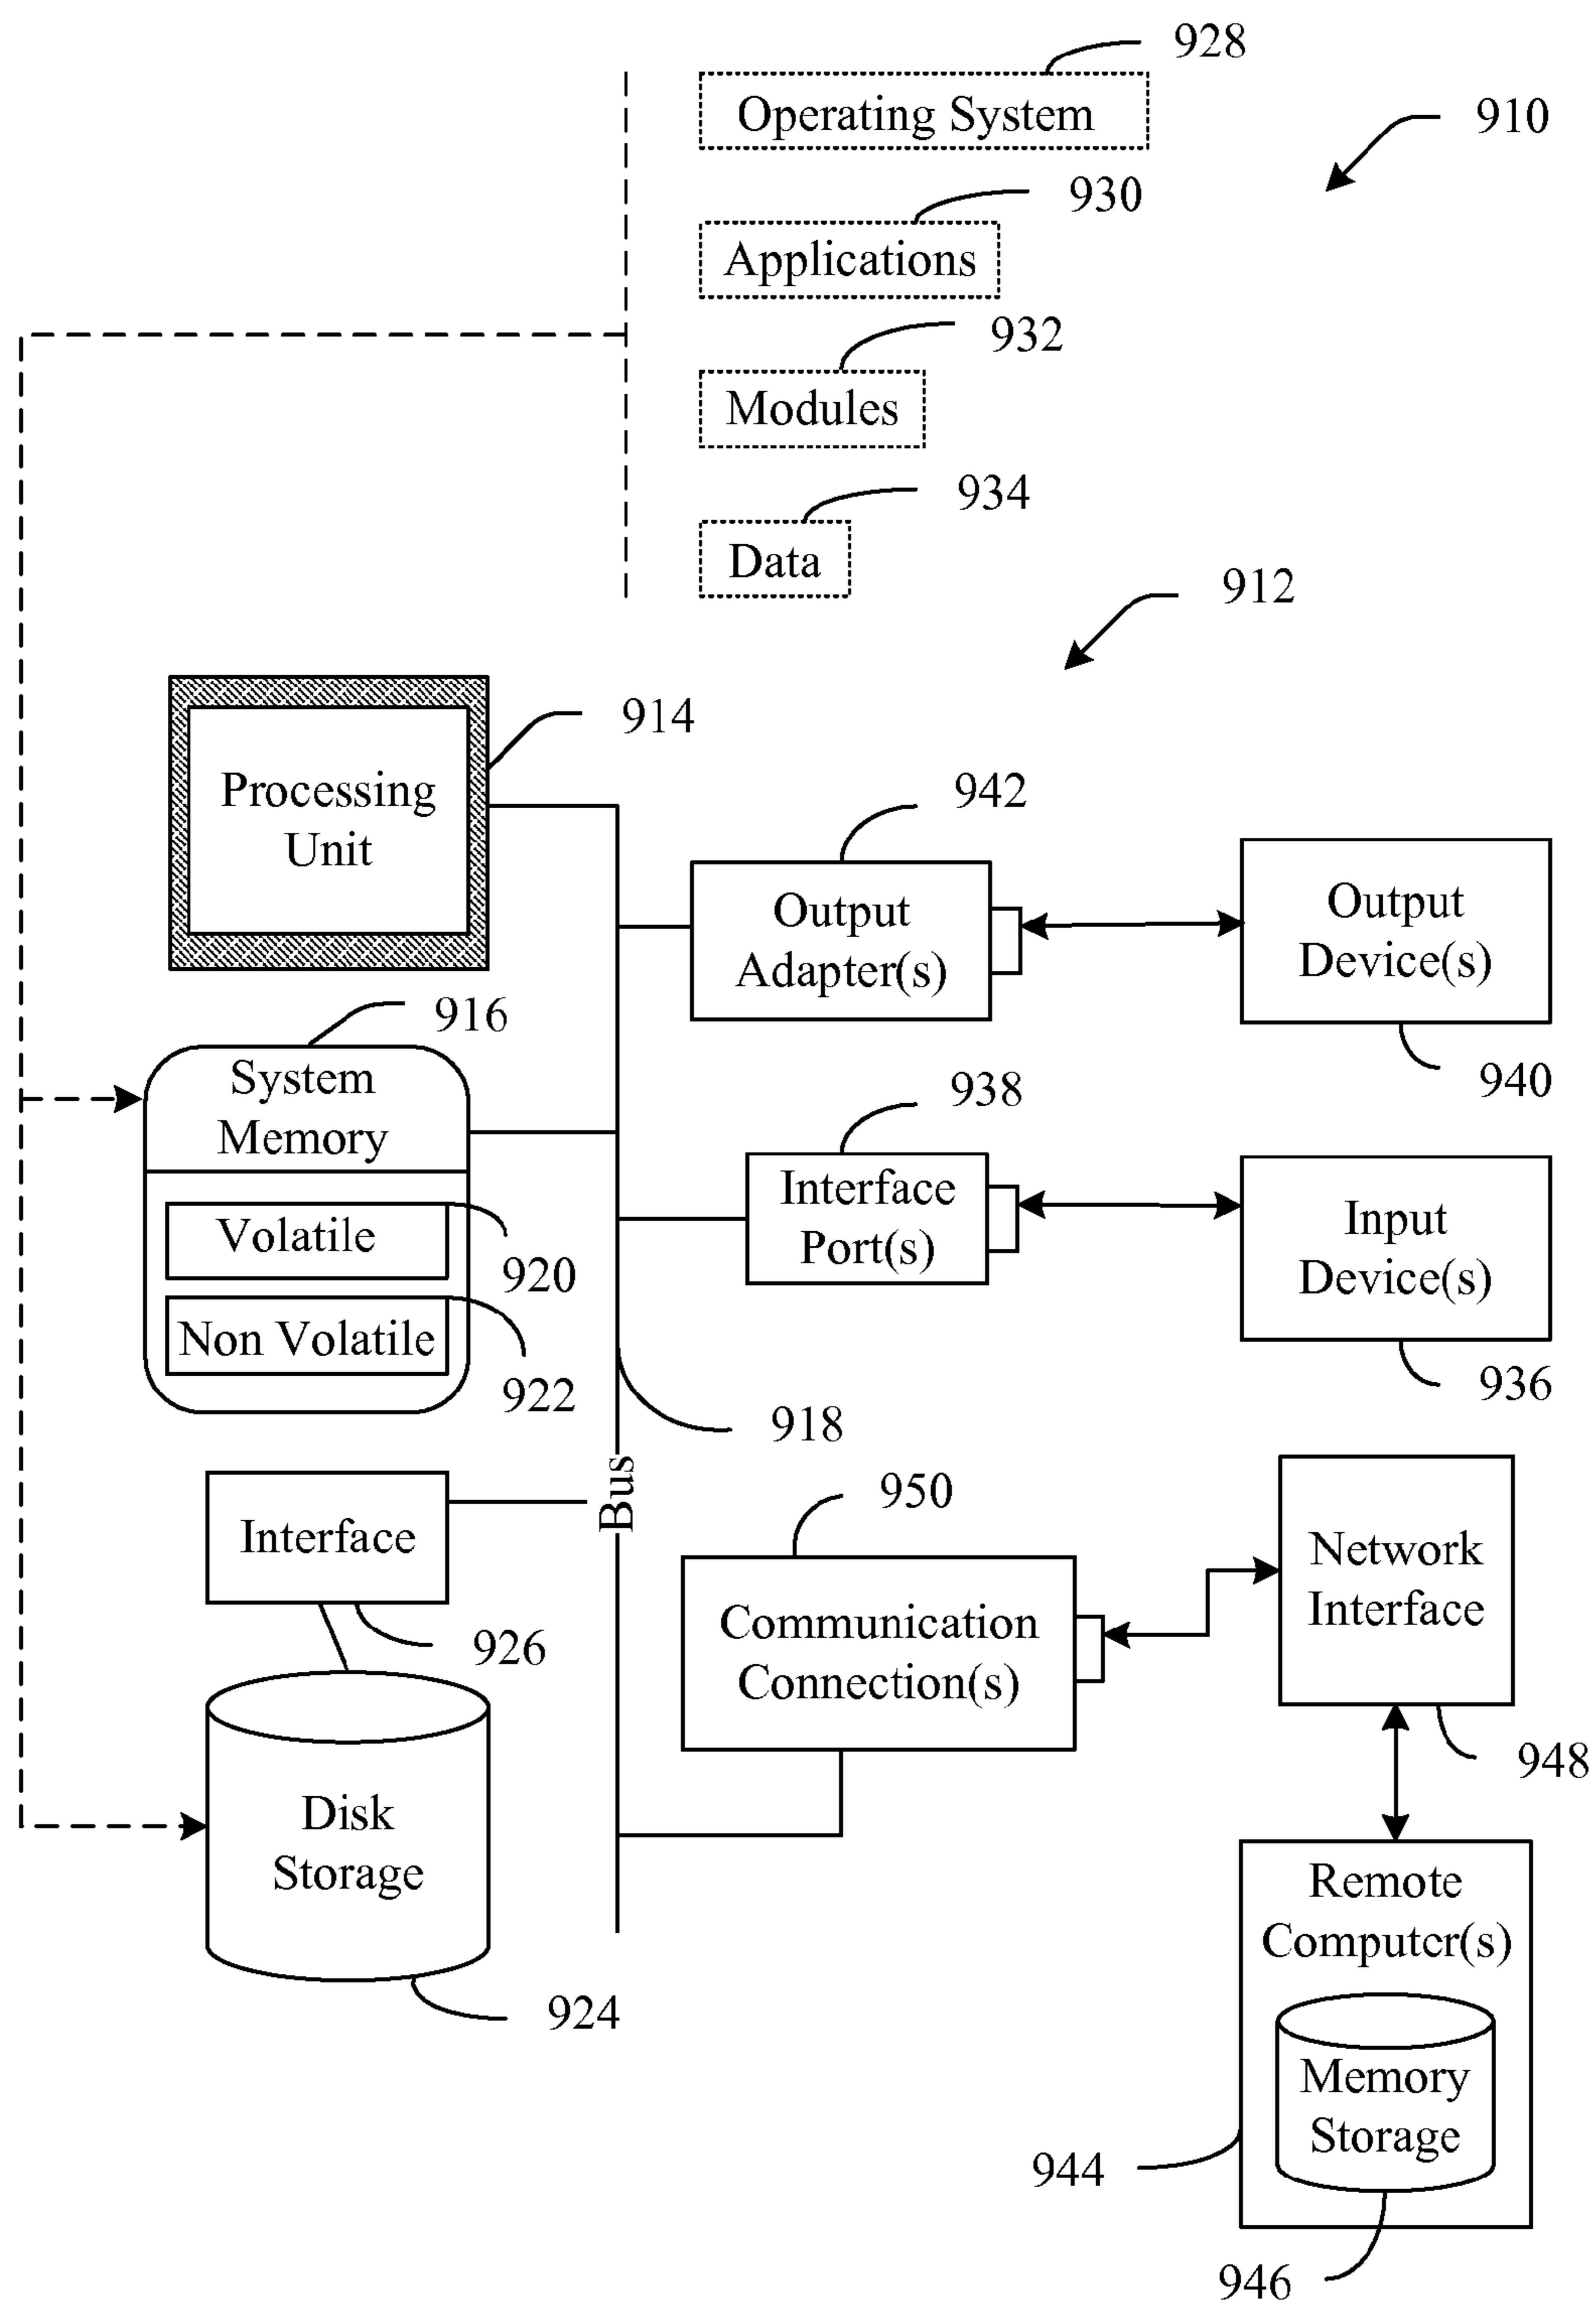 928
Operating System
910
930
Applications
932
Modules
934
Data
912
914
Processing
Unit
942
Output
Adapter(s)
Output
Device(s)
940
916
System
Memory
Volatile
920
Non Volatile
922
938
Interface
Port(s)
Input
Device(s)
936
918
Bus
Interface
926
950
Communication
Connection(s)
Network
Interface
948
Disk
Storage
924
Remote
Computer(s)
Memory
Storage
944
946